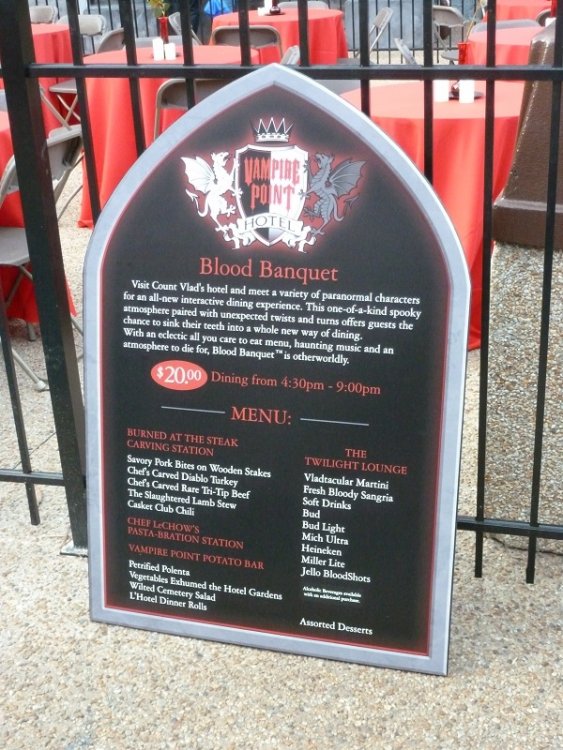 VAMPIRE
POINT
HOTEL
Blood Banquet
Visit Count Vlad's hotel and meet a variety of paranormal characters
for an all-new interactive dining experience. This one-of-a-kind spooky
atmosphere paired with unexpected twists and turns offers guests the
chance to sink their teeth into a whole new way of dining.
With an eclectic all you care to eat menu, haunting music and an
atmosphere to die for, Blood Banquet™ is otherworldly.
$20.00 Dining from 4:30pm - 9:00pm
MENU:
BURNED AT THE STEAK
CARVING STATION
Savory Pork Bites on Wooden Stakes
Chef's Carved Diablo Turkey
Chef's Carved Rare Tri-Tip Beef
The Slaughtered Lamb Stew
Casket Club Chili
CHEF LeCHOW'S
PASTA-BRATION STATION
VAMPIRE POINT POTATO BAR
Petrified Polenta
Vegetables Exhumed the Hotel Gardens
Wilted Cemetery Salad
L'Hotel Dinner Rolls
THE
TWILIGHT LOUNGE
Vladtacular Martini
Fresh Bloody Sangria
Soft Drinks
Bud
Bud Light
Mich Ultra
Heineken
Miller Lite
Jello BloodShots
Alcoholic Beverages available
with an additional purchase.
Assorted Desserts